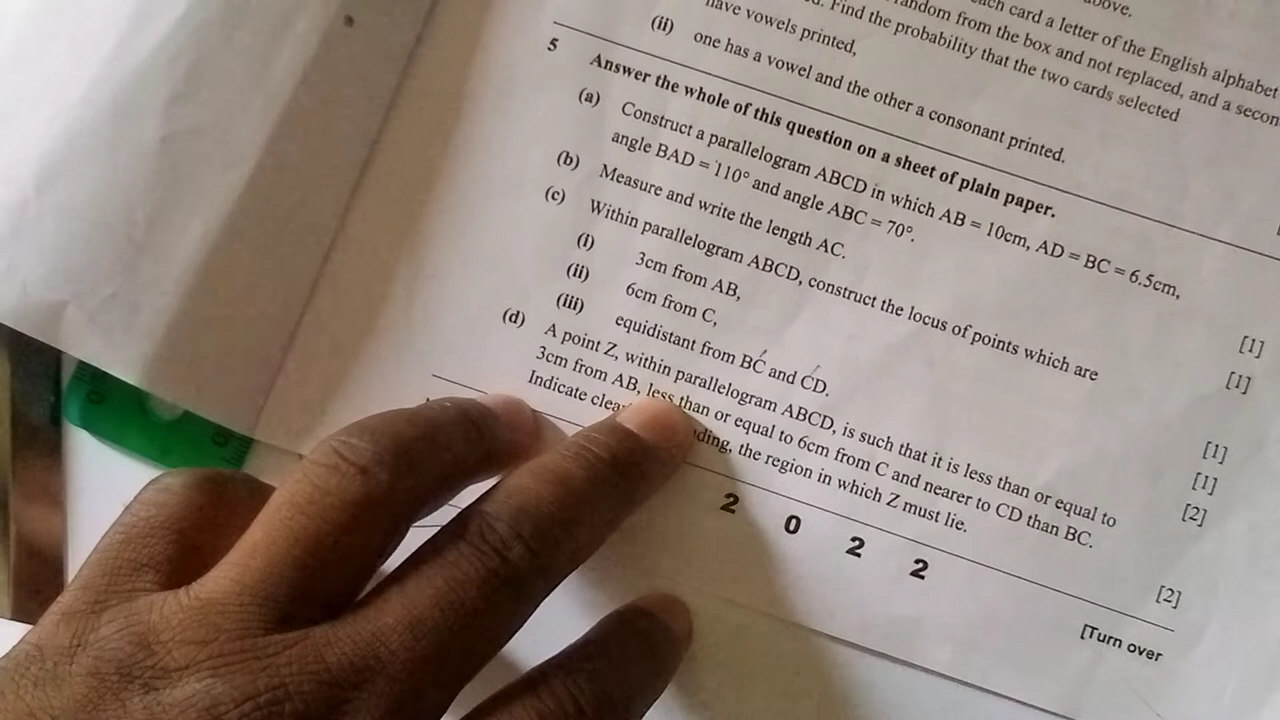 above.
each card a letter of the English alphabet
random from the box and not replaced, and a secon
d. Find the probability that the two cards selected
have vowels printed,
(ii) one has a vowel and the other a consonant printed.
5 Answer the whole of this question on a sheet of plain paper.
(a) Construct a parallelogram ABCD in which AB = 10cm, AD = BC = 6.5cm,
angle BAD = 110° and angle ABC = 70°. [1]
(b) Measure and write the length AC. [1]
(c) Within parallelogram ABCD, construct the locus of points which are
(i) 3cm from AB, [1]
(ii) 6cm from C, [1]
(iii) equidistant from BC and CD. [2]
(d) A point Z, within parallelogram ABCD, is such that it is less than or equal to
3cm from AB, less than or equal to 6cm from C and nearer to CD than BC.
Indicate clea ding, the region in which Z must lie. [2]
2 0 2 2
[Turn over